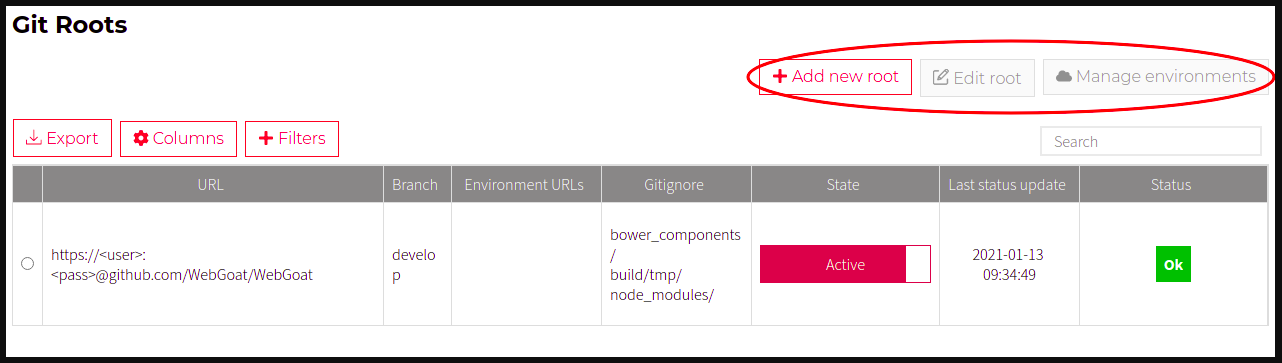 Git Roots
Add new root Edit root Manage environments
Export Columns Filters Search
URL Branch Environment URLs Gitignore State Last status update Status
https://<user>:
<pass>@github.com/WebGoat/WebGoat
develo
p
bower_components
/
build/tmp/
node_modules/
Active
2021-01-13
09:34:49
Ok